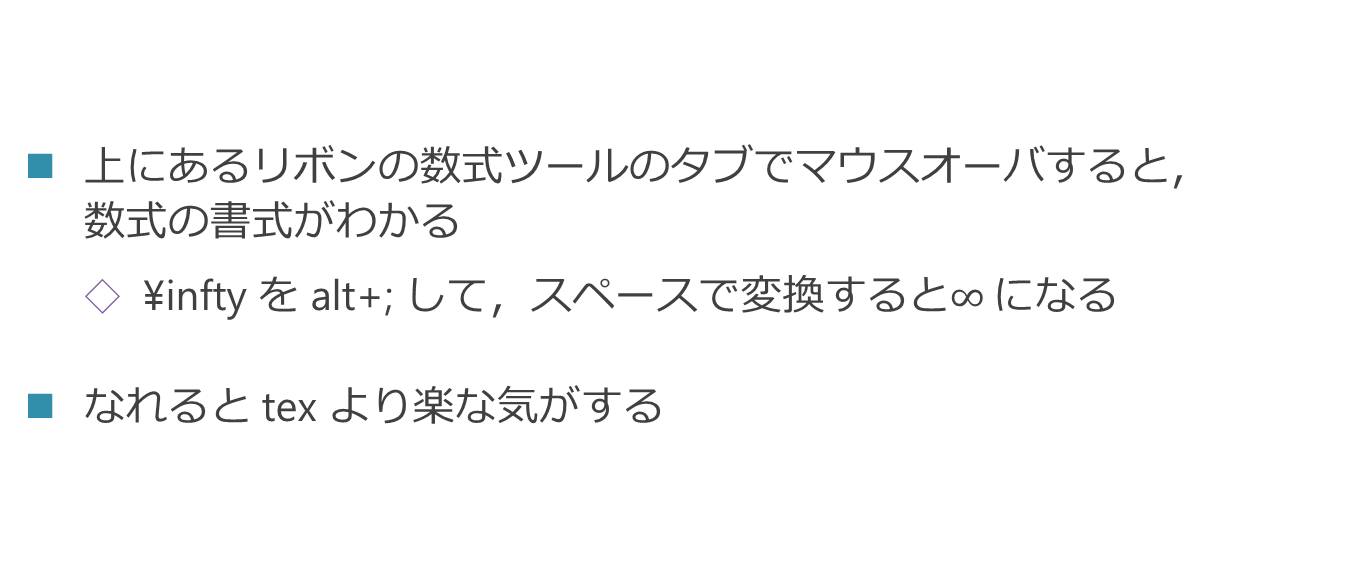 ■ 上にあるリボンの数式ツールのタブでマウスオーバすると，
数式の書式がわかる
◇ ¥infty を alt+; して，スペースで変換すると∞ になる
■ なれると tex より楽な気がする